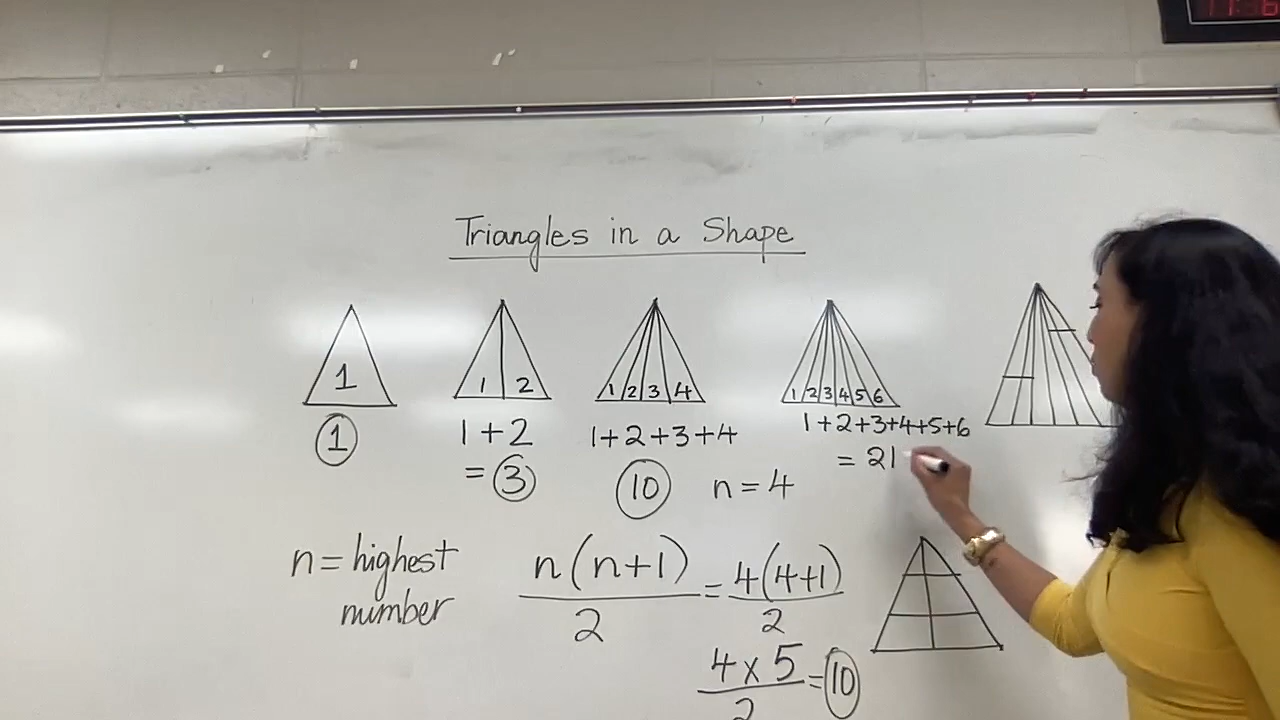 Triangles in a Shape
1
1 2
1 2 3 4
1 2 3 4 5 6
1
1+2
= 3
1+2+3+4
10
n = 4
1+2+3+4+5+6
= 21
n = highest
number
n(n+1)
2
= 4(4+1)
2
4 x 5
2
= 10